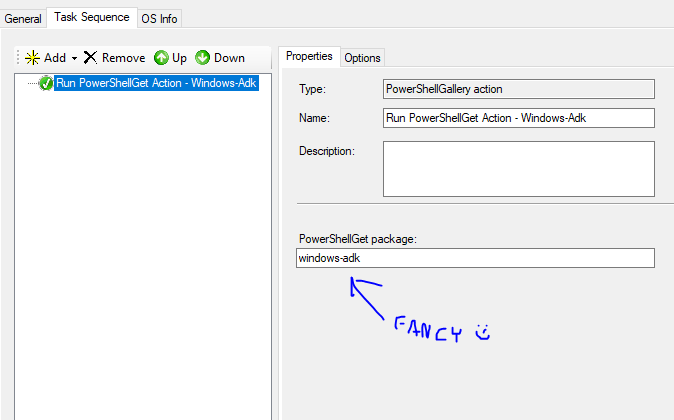 General Task Sequence OS Info
Add Remove Up Down
Run PowerShellGet Action - Windows-Adk
Properties Options
Type: PowerShellGallery action
Name: Run PowerShellGet Action - Windows-Adk
Description:
PowerShellGet package:
windows-adk
FANCY